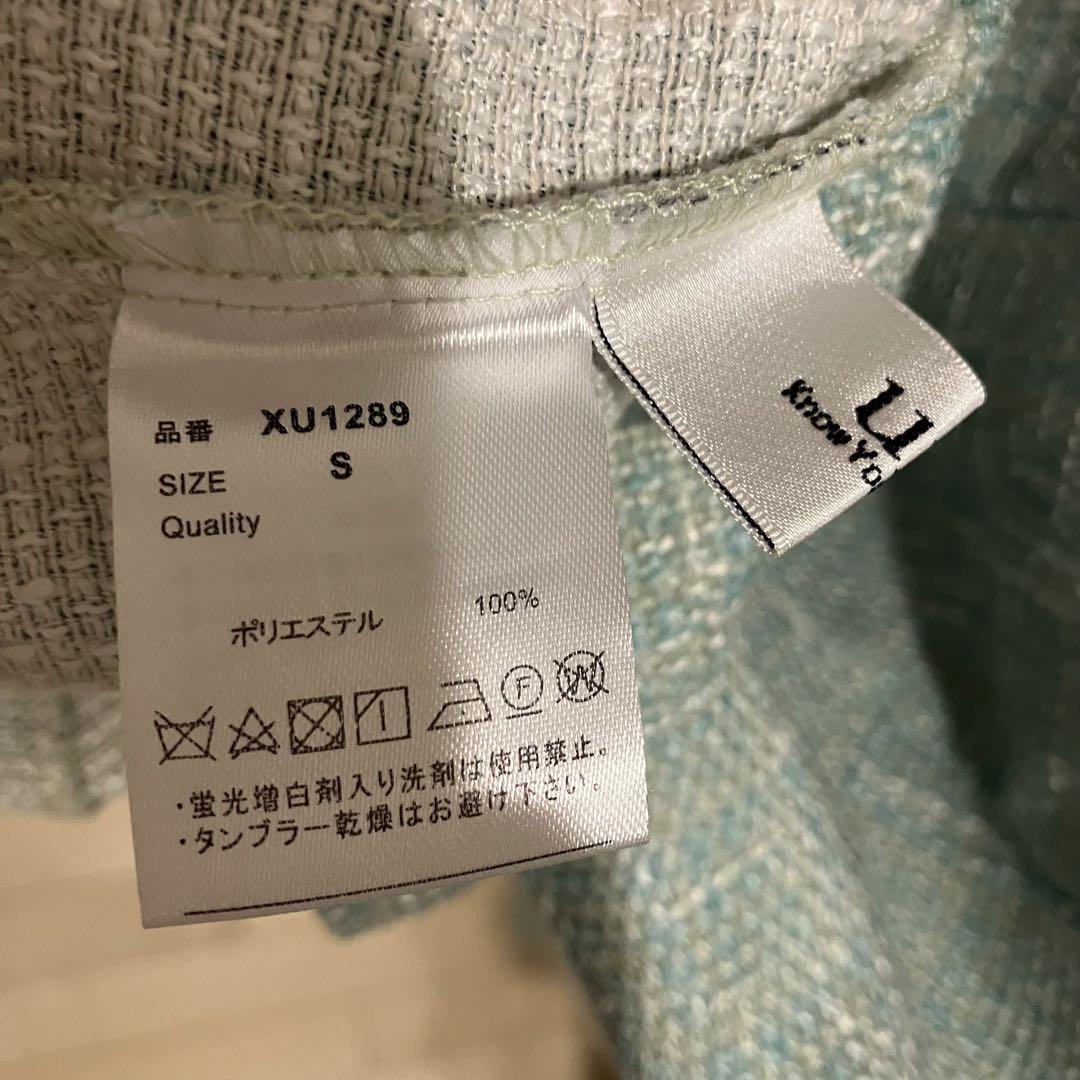 品番 XU1289
SIZE S
Quality
ポリエステル 100%
F
W
・蛍光増白剤入り洗剤は使用禁止。
・タンブラー乾燥はお避け下さい。
U
Know Yo